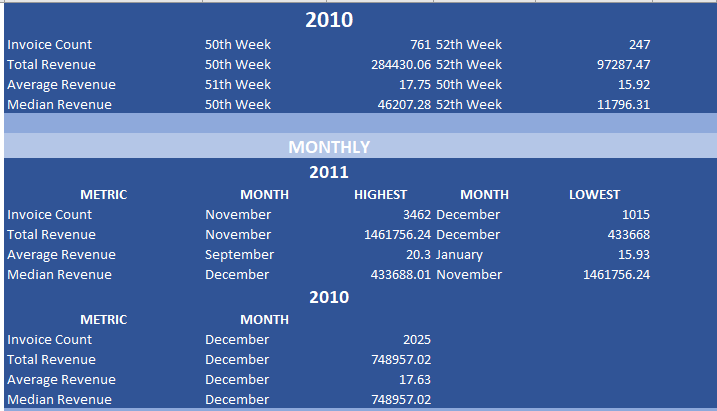 2010
Invoice Count 50th Week 761 52th Week 247
Total Revenue 50th Week 284430.06 52th Week 97287.47
Average Revenue 51th Week 17.75 50th Week 15.92
Median Revenue 50th Week 46207.28 52th Week 11796.31
MONTHLY
2011
METRIC MONTH HIGHEST MONTH LOWEST
Invoice Count November 3462 December 1015
Total Revenue November 1461756.24 December 433668
Average Revenue September 20.3 January 15.93
Median Revenue December 433688.01 November 1461756.24
2010
METRIC MONTH
Invoice Count December 2025
Total Revenue December 748957.02
Average Revenue December 17.63
Median Revenue December 748957.02